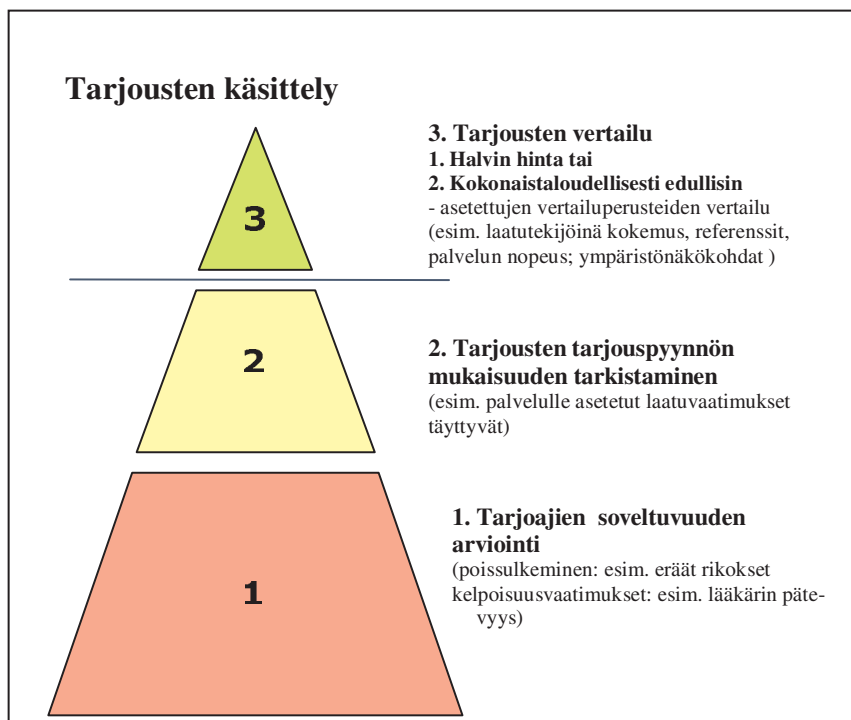 Tarjousten käsittely
3
3. Tarjousten vertailu
1. Halvin hinta tai
2. Kokonaistaloudellisesti edullisin
- asetettujen vertailuperusteiden vertailu
(esim. laatutekijöinä kokemus, referenssit,
palvelun nopeus; ympäristönäkökohdat )
2
2. Tarjousten tarjouspyynnön
mukaisuuden tarkistaminen
(esim. palvelulle asetetut laatuvaatimukset
täyttyvät)
1
1. Tarjoajien soveltuvuuden
arviointi
(poissulkeminen: esim. eräät rikokset
kelpoisuusvaatimukset: esim. lääkärin päte-
vyys)